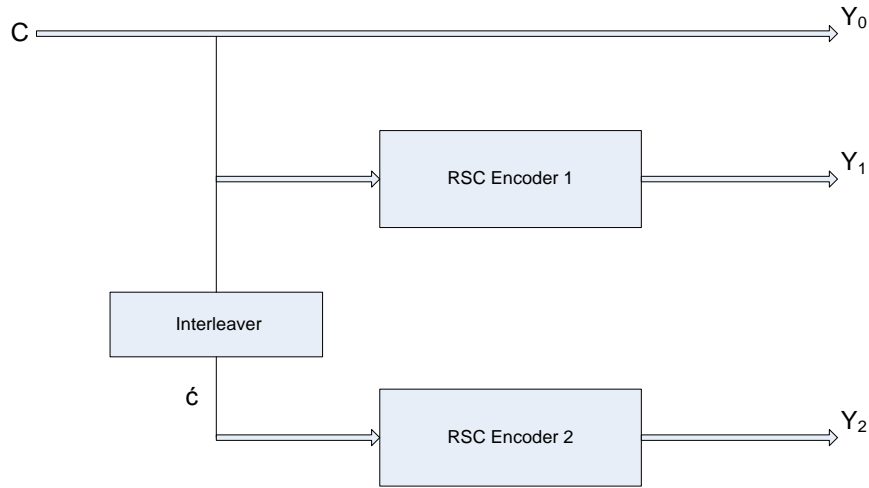 C
Y₀
RSC Encoder 1
Y₁
Interleaver
ć
RSC Encoder 2
Y₂